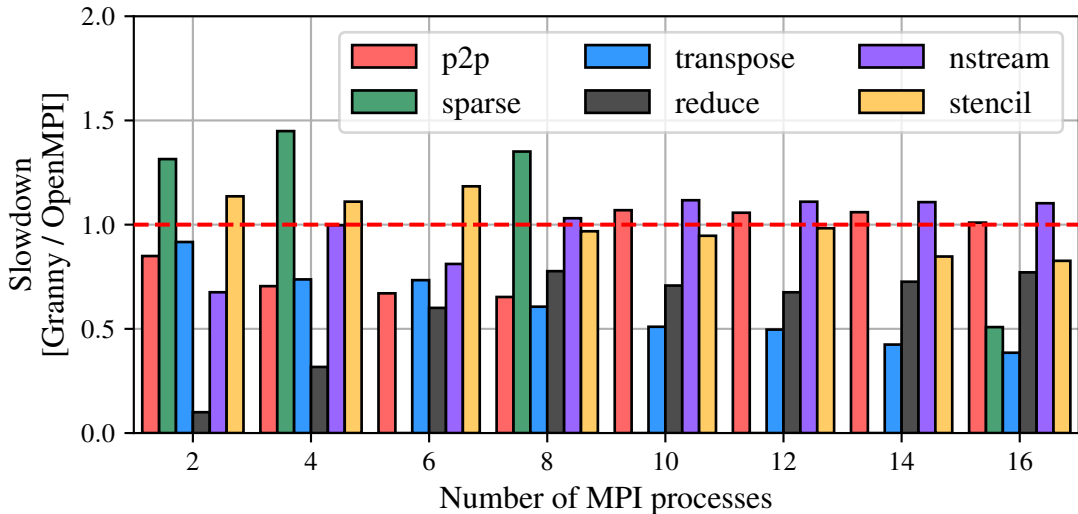 Slowdown
[Granny / OpenMPI]
2.0
1.5
1.0
0.5
0.0
p2p
transpose
nstream
sparse
reduce
stencil
2
4
6
8
10
12
14
16
Number of MPI processes